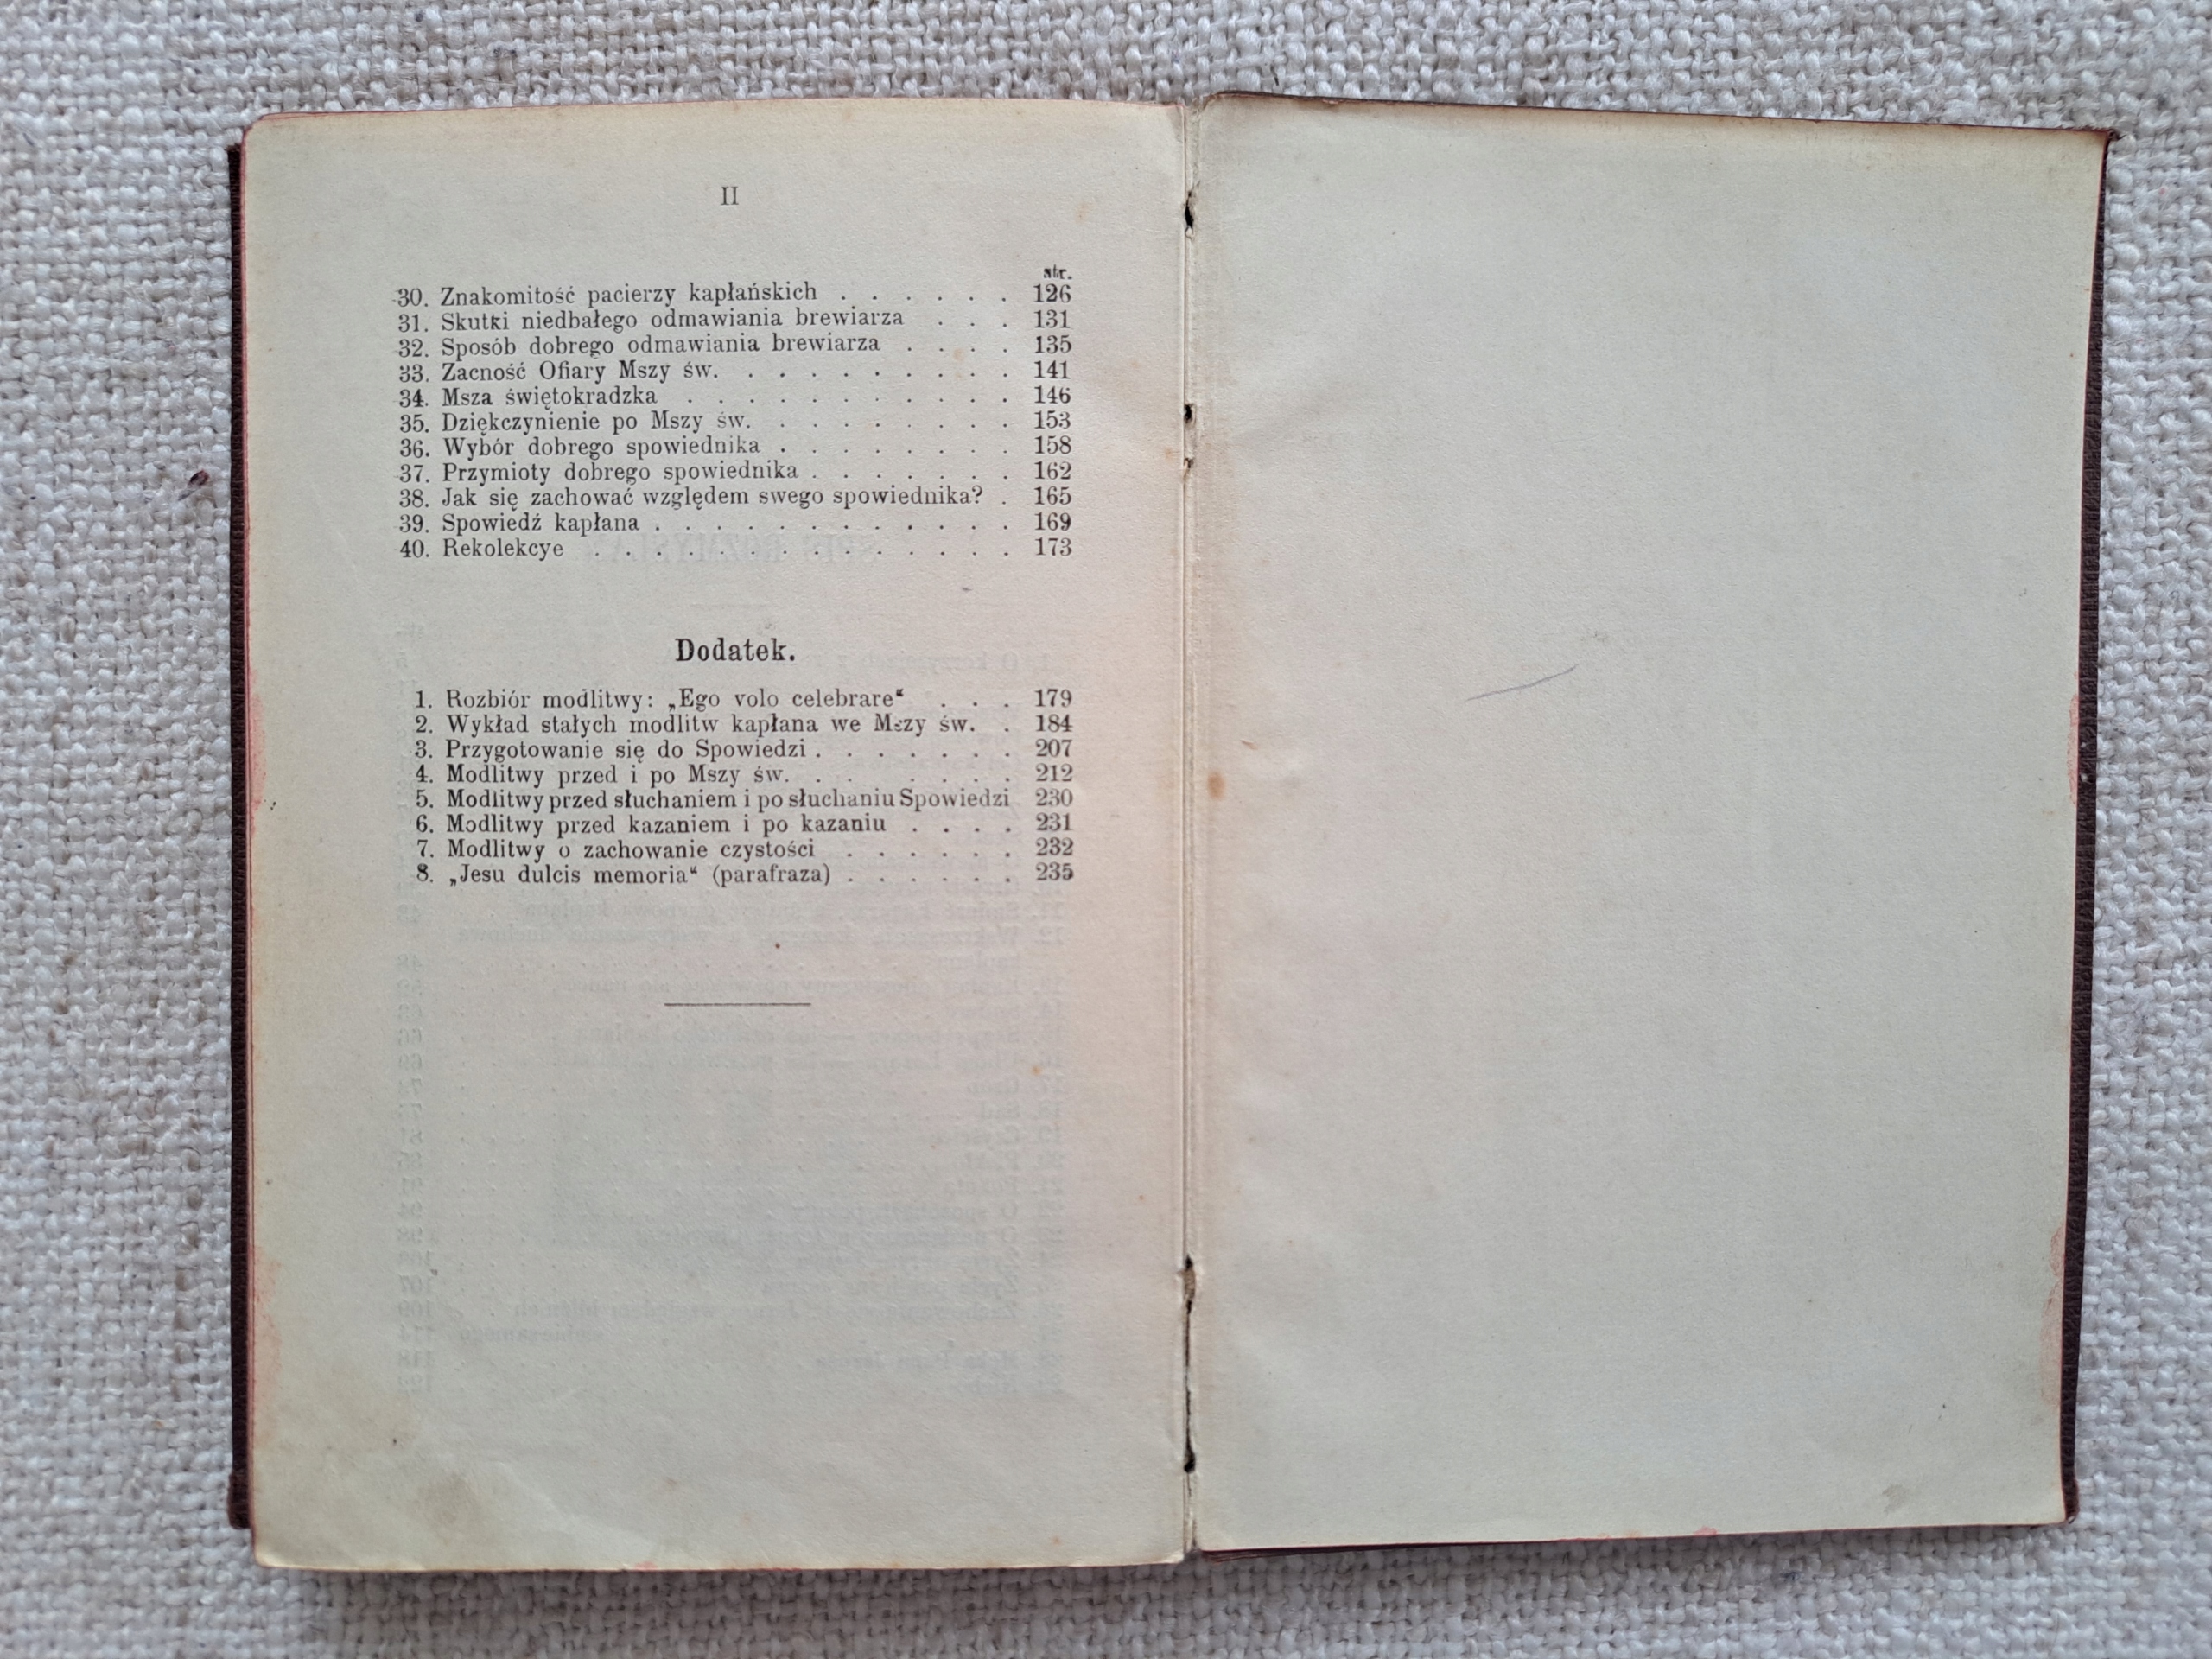 II
str.
30. Znakomitość pacierzy kapłańskich . . . . . . 126
31. Skutki niedbałego odmawiania brewiarza . . . 131
32. Sposób dobrego odmawiania brewiarza . . . . 135
33. Zacność Ofiary Mszy św. . . . . . . . . . 141
34. Msza świętokradzka . . . . . . . . . . . 146
35. Dziękczynienie po Mszy św. . . . . . . . . 153
36. Wybór dobrego spowiednika . . . . . . . . 158
37. Przymioty dobrego spowiednika . . . . . . . 162
38. Jak się zachować względem swego spowiednika? . 165
39. Spowiedź kapłana . . . . . . . . . . . . 169
40. Rekolekcye . . . . . . . . . . . . . . 173
Dodatek.
1. Rozbiór modlitwy: „Ego volo celebrare“ . . . 179
2. Wykład stałych modlitw kapłana we Mszy św. . 184
3. Przygotowanie się do Spowiedzi . . . . . . . 207
4. Modlitwy przed i po Mszy św. . . . . . . 212
5. Modlitwy przed słuchaniem i po słuchaniu Spowiedzi 230
6. Modlitwy przed kazaniem i po kazaniu . . . . 231
7. Modlitwy o zachowanie czystości . . . . . . 232
8. „Jesu dulcis memoria“ (parafraza) . . . . . . 235